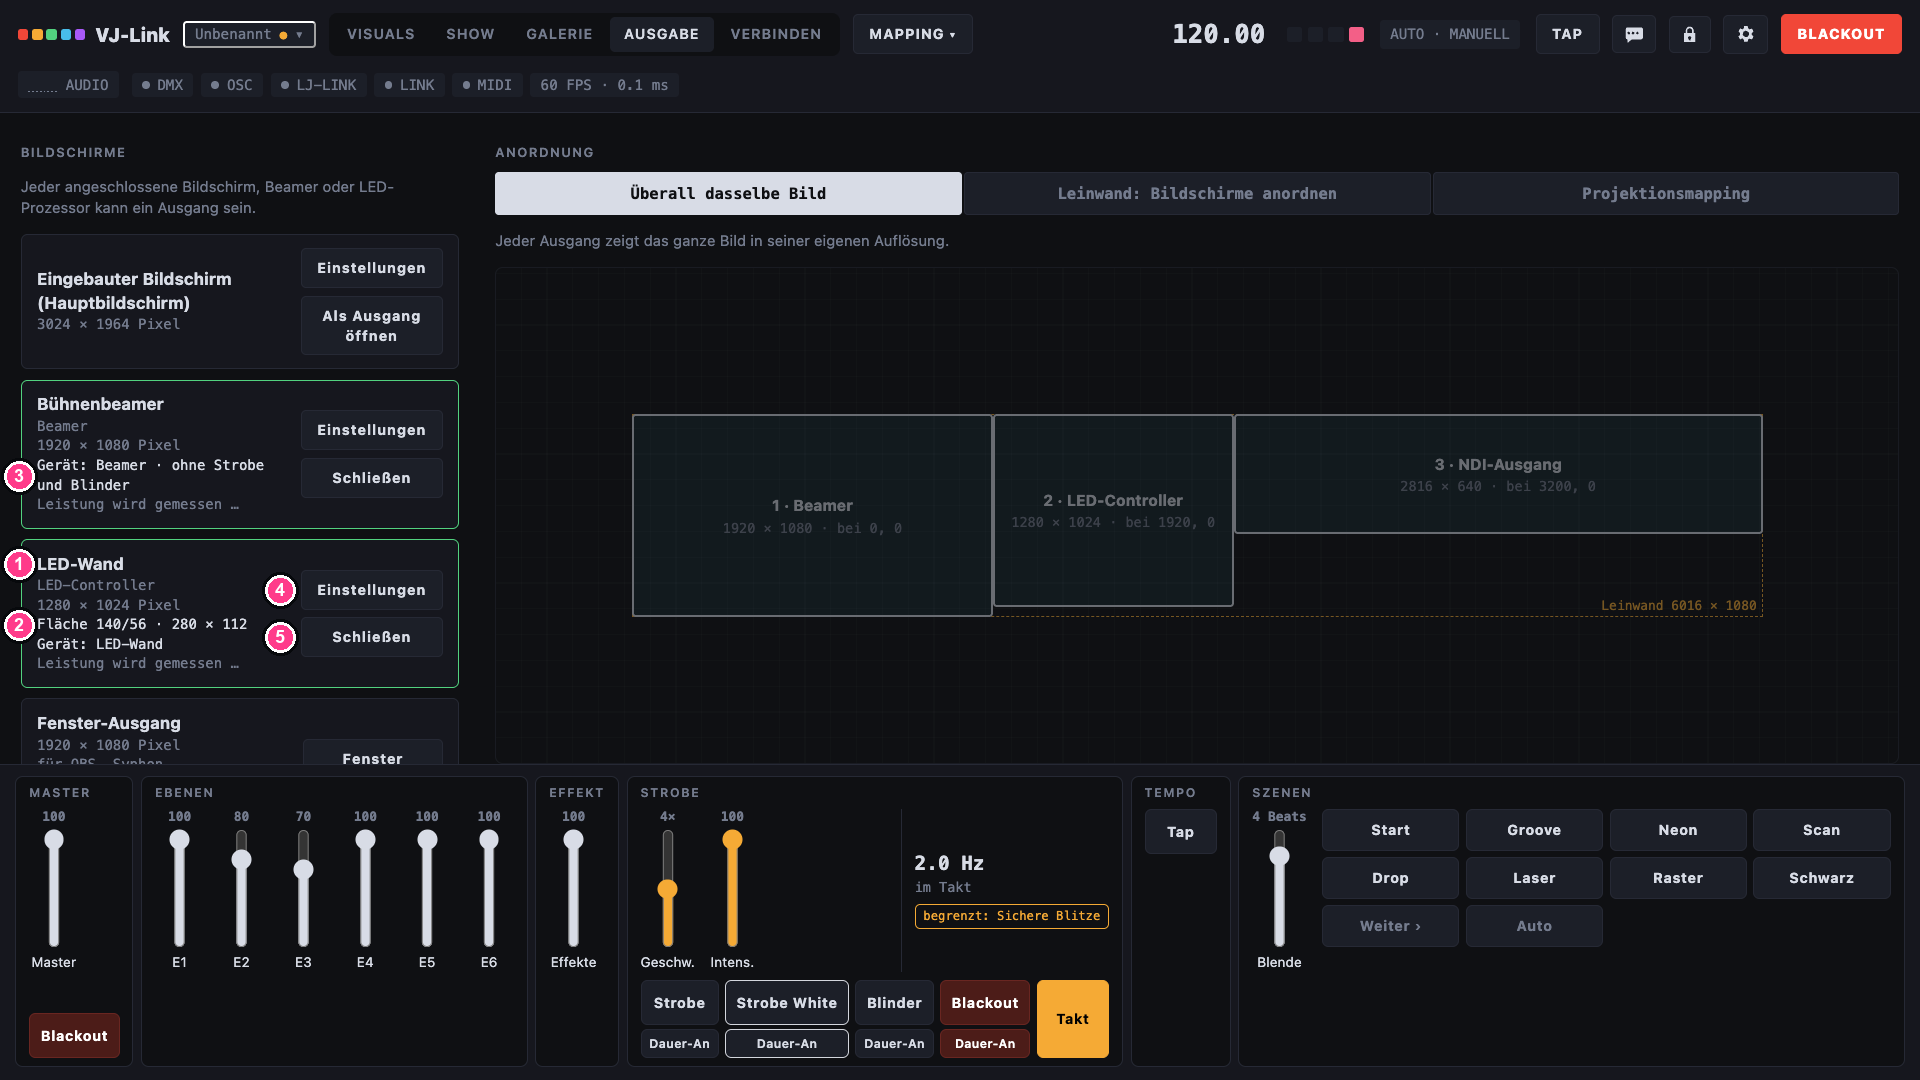 VJ-Link
Unbenannt
VISUALS
SHOW
GALERIE
AUSGABE
VERBINDEN
MAPPING
120.00
AUTO · MANUELL
TAP
BLACKOUT
AUDIO
DMX
OSC
LJ-LINK
LINK
MIDI
60 FPS · 0.1 ms
BILDSCHIRME
Jeder angeschlossene Bildschirm, Beamer oder LED-
Prozessor kann ein Ausgang sein.
Eingebauter Bildschirm
(Hauptbildschirm)
3024 × 1964 Pixel
Einstellungen
Als Ausgang
öffnen
Bühnenbeamer
Beamer
1920 × 1080 Pixel
Gerät: Beamer · ohne Strobe
und Blinder
Leistung wird gemessen …
Einstellungen
Schließen
3
1
LED-Wand
LED-Controller
1280 × 1024 Pixel
2
Fläche 140/56 · 280 × 112
Gerät: LED-Wand
Leistung wird gemessen …
4
Einstellungen
5
Schließen
Fenster-Ausgang
1920 × 1080 Pixel
für OBS, Syphon
Fenster
ANORDNUNG
Überall dasselbe Bild
Leinwand: Bildschirme anordnen
Projektionsmapping
Jeder Ausgang zeigt das ganze Bild in seiner eigenen Auflösung.
1 · Beamer
1920 × 1080 · bei 0, 0
2 · LED-Controller
1280 × 1024 · bei 1920, 0
3 · NDI-Ausgang
2816 × 640 · bei 3200, 0
Leinwand 6016 × 1080
MASTER
100
Master
Blackout
EBENEN
100 80 70 100 100 100
E1 E2 E3 E4 E5 E6
EFFEKT
100
Effekte
STROBE
4× 100
Geschw. Intens.
2.0 Hz
im Takt
begrenzt: Sichere Blitze
Strobe
Strobe White
Blinder
Blackout
Takt
Dauer-An
Dauer-An
Dauer-An
Dauer-An
TEMPO
Tap
SZENEN
4 Beats
Blende
Start
Groove
Neon
Scan
Drop
Laser
Raster
Schwarz
Weiter ›
Auto